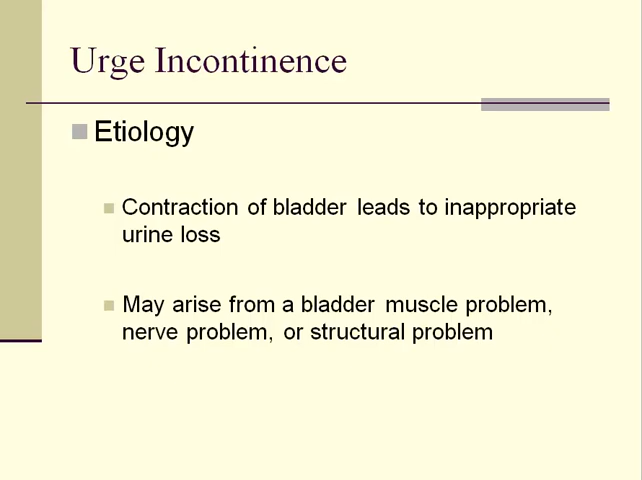 Urge Incontinence
Etiology
Contraction of bladder leads to inappropriate
urine loss
May arise from a bladder muscle problem,
nerve problem, or structural problem